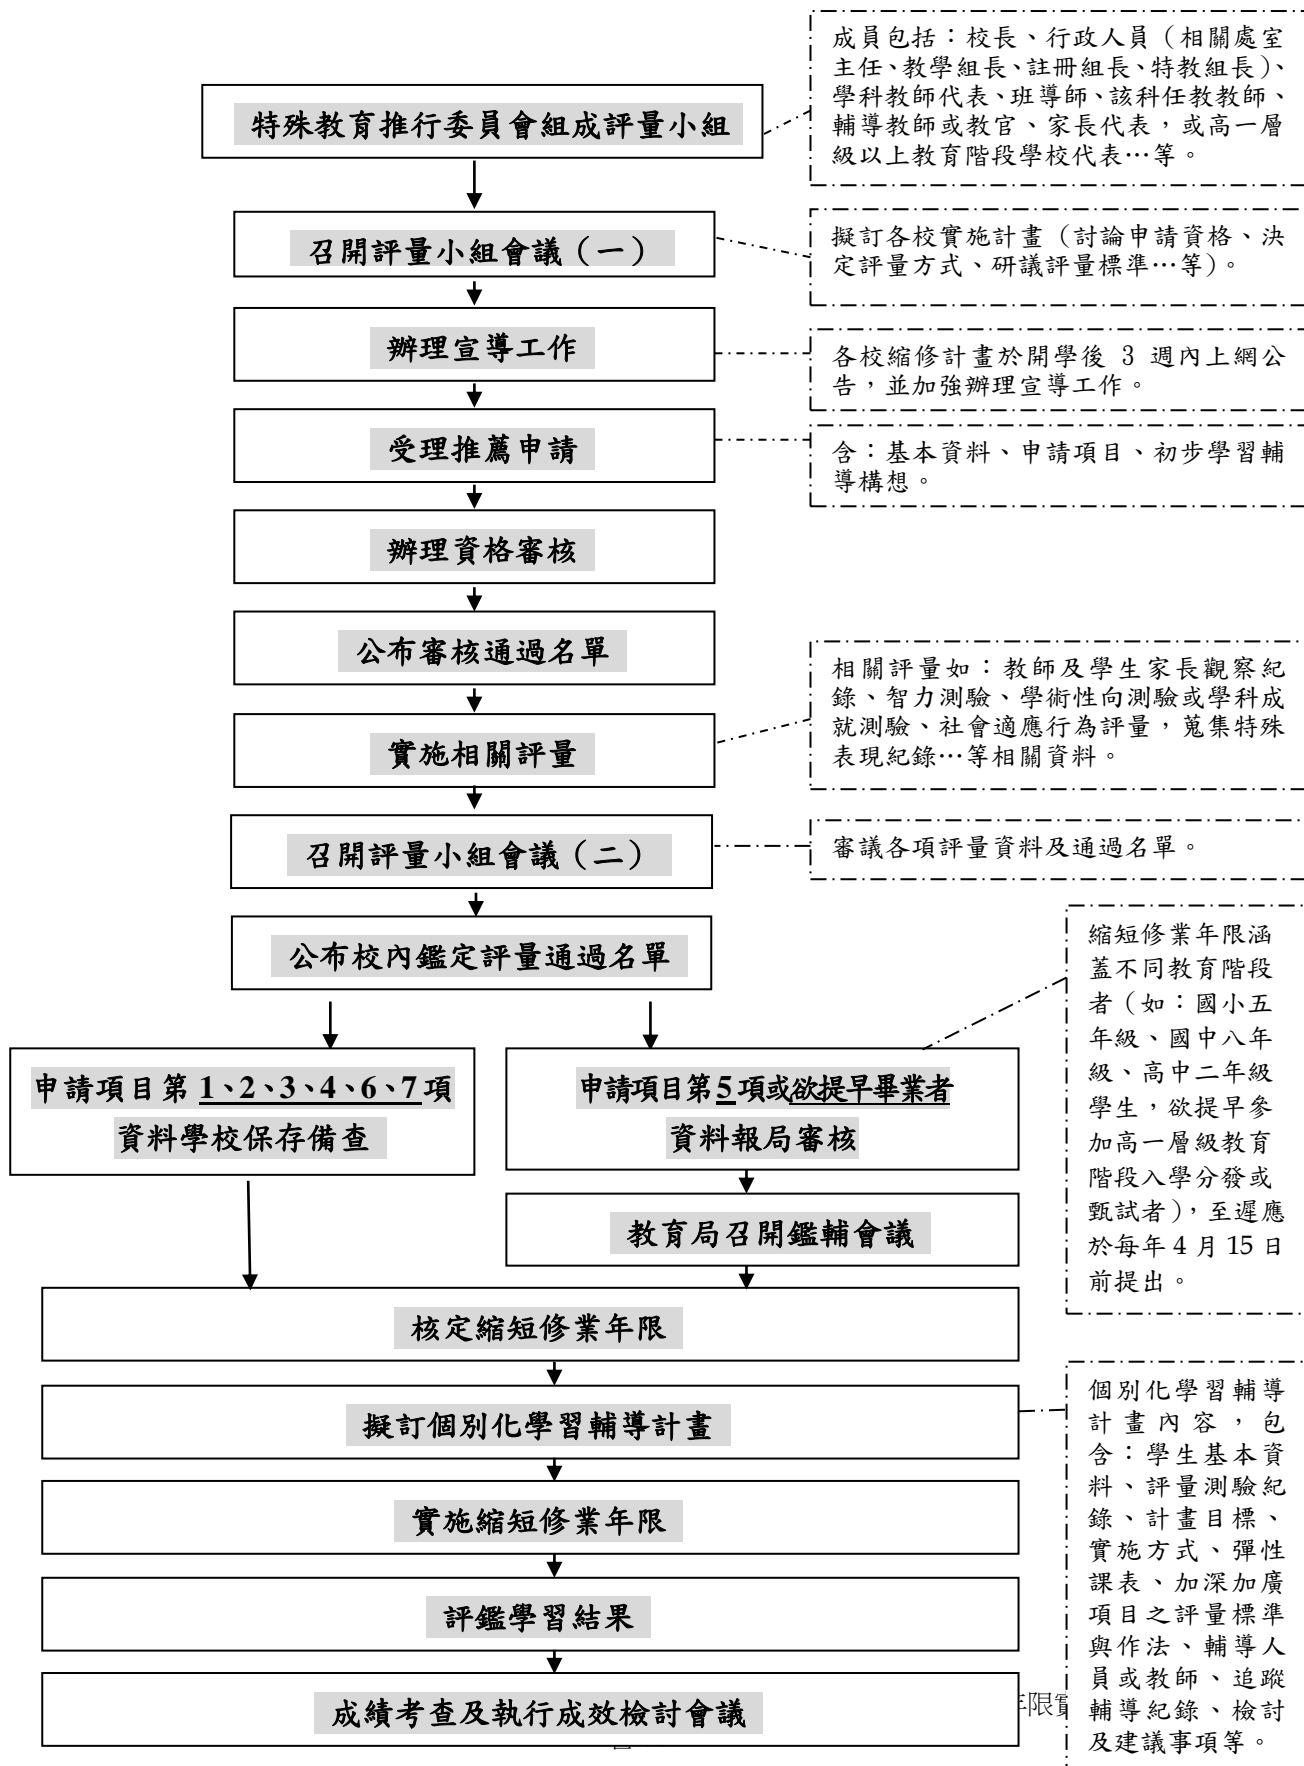 成員包括：校長、行政人員（相關處室
主任、教學組長、註冊組長、特教組長）、
學科教師代表、班導師、該科任教教師、
輔導教師或教官、家長代表，或高一層
級以上教育階段學校代表…等。
特殊教育推行委員會組成評量小組
召開評量小組會議（一）
擬訂各校實施計畫（討論申請資格、決
定評量方式、研議評量標準…等）。
辦理宣導工作
各校縮修計畫於開學後 3 週內上網公
告，並加強辦理宣導工作。
受理推薦申請
含：基本資料、申請項目、初步學習輔
導構想。
辦理資格審核
公布審核通過名單
實施相關評量
相關評量如：教師及學生家長觀察紀
錄、智力測驗、學術性向測驗或學科成
就測驗、社會適應行為評量，蒐集特殊
表現紀錄…等相關資料。
召開評量小組會議（二）
審議各項評量資料及通過名單。
公布校內鑑定評量通過名單
縮短修業年限涵
蓋不同教育階段
者（如：國小五
年級、國中八年
級、高中二年級
學生，欲提早參
加高一層級教育
階段入學分發或
甄試者），至遲應
於每年 4 月 15 日
前提出。
申請項目第 1、2、3、4、6、7 項
資料學校保存備查
申請項目第 5 項或欲提早畢業者
資料報局審核
教育局召開鑑輔會議
核定縮短修業年限
擬訂個別化學習輔導計畫
個別化學習輔導
計畫內容，包
含：學生基本資
料、評量測驗紀
錄、計畫目標、
實施方式、彈性
課表、加深加廣
項目之評量標準
與作法、輔導人
員或教師、追蹤
輔導紀錄、檢討
及建議事項等。
實施縮短修業年限
評鑑學習結果
成績考查及執行成效檢討會議
年限實